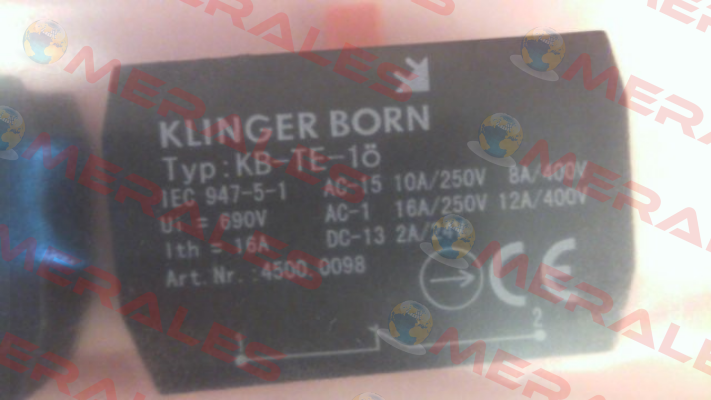 KLINGER BORN
Typ: KB-TE-1ö
IEC 947-5-1 AC-15 10A/250V 8A/400V
Ui = 690V AC-1 16A/250V 12A/400V
Ith = 16A DC-13 2A/24V
Art.Nr.:4500.0098
CE
1 2
MERALES
MERALES
MERALES
MERALES
MERALES
MERALES